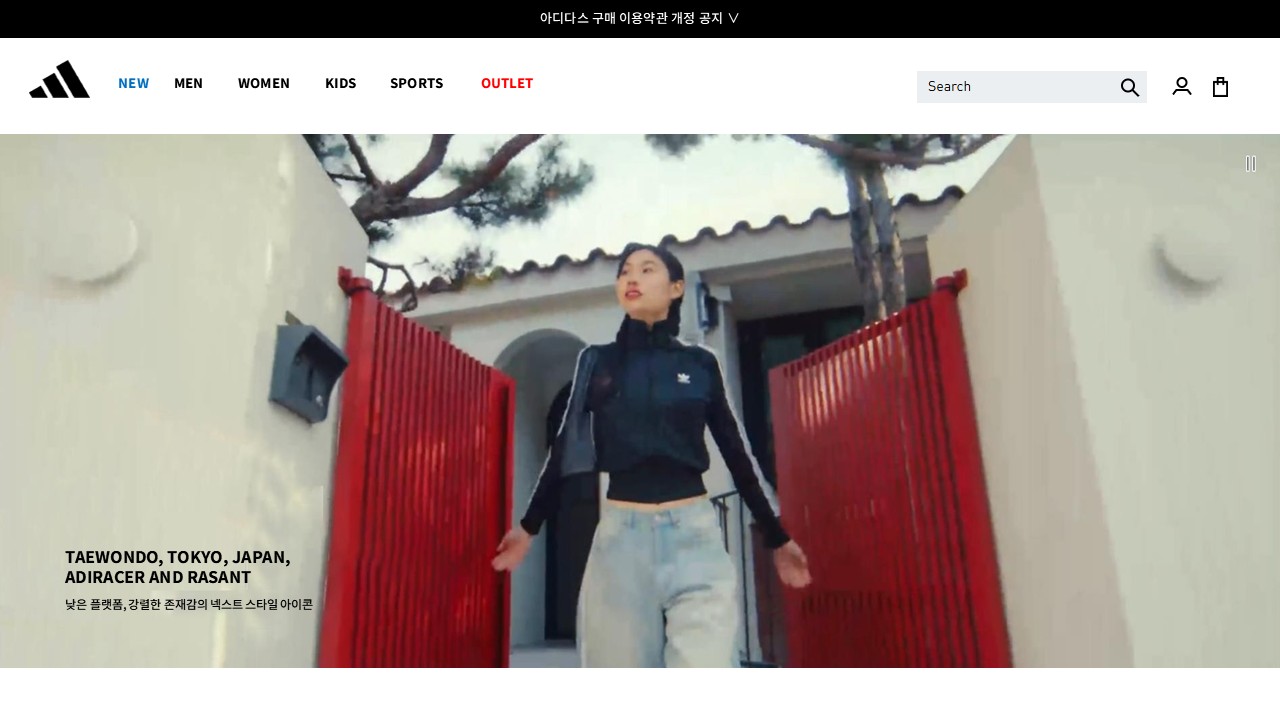 아디다스 구매 이용약관 개정 공지 ∨
NEW MEN WOMEN KIDS SPORTS OUTLET
Search
TAEWONDO, TOKYO, JAPAN,
ADIRACER AND RASANT
낮은 플랫폼, 강렬한 존재감의 넥스트 스타일 아이콘